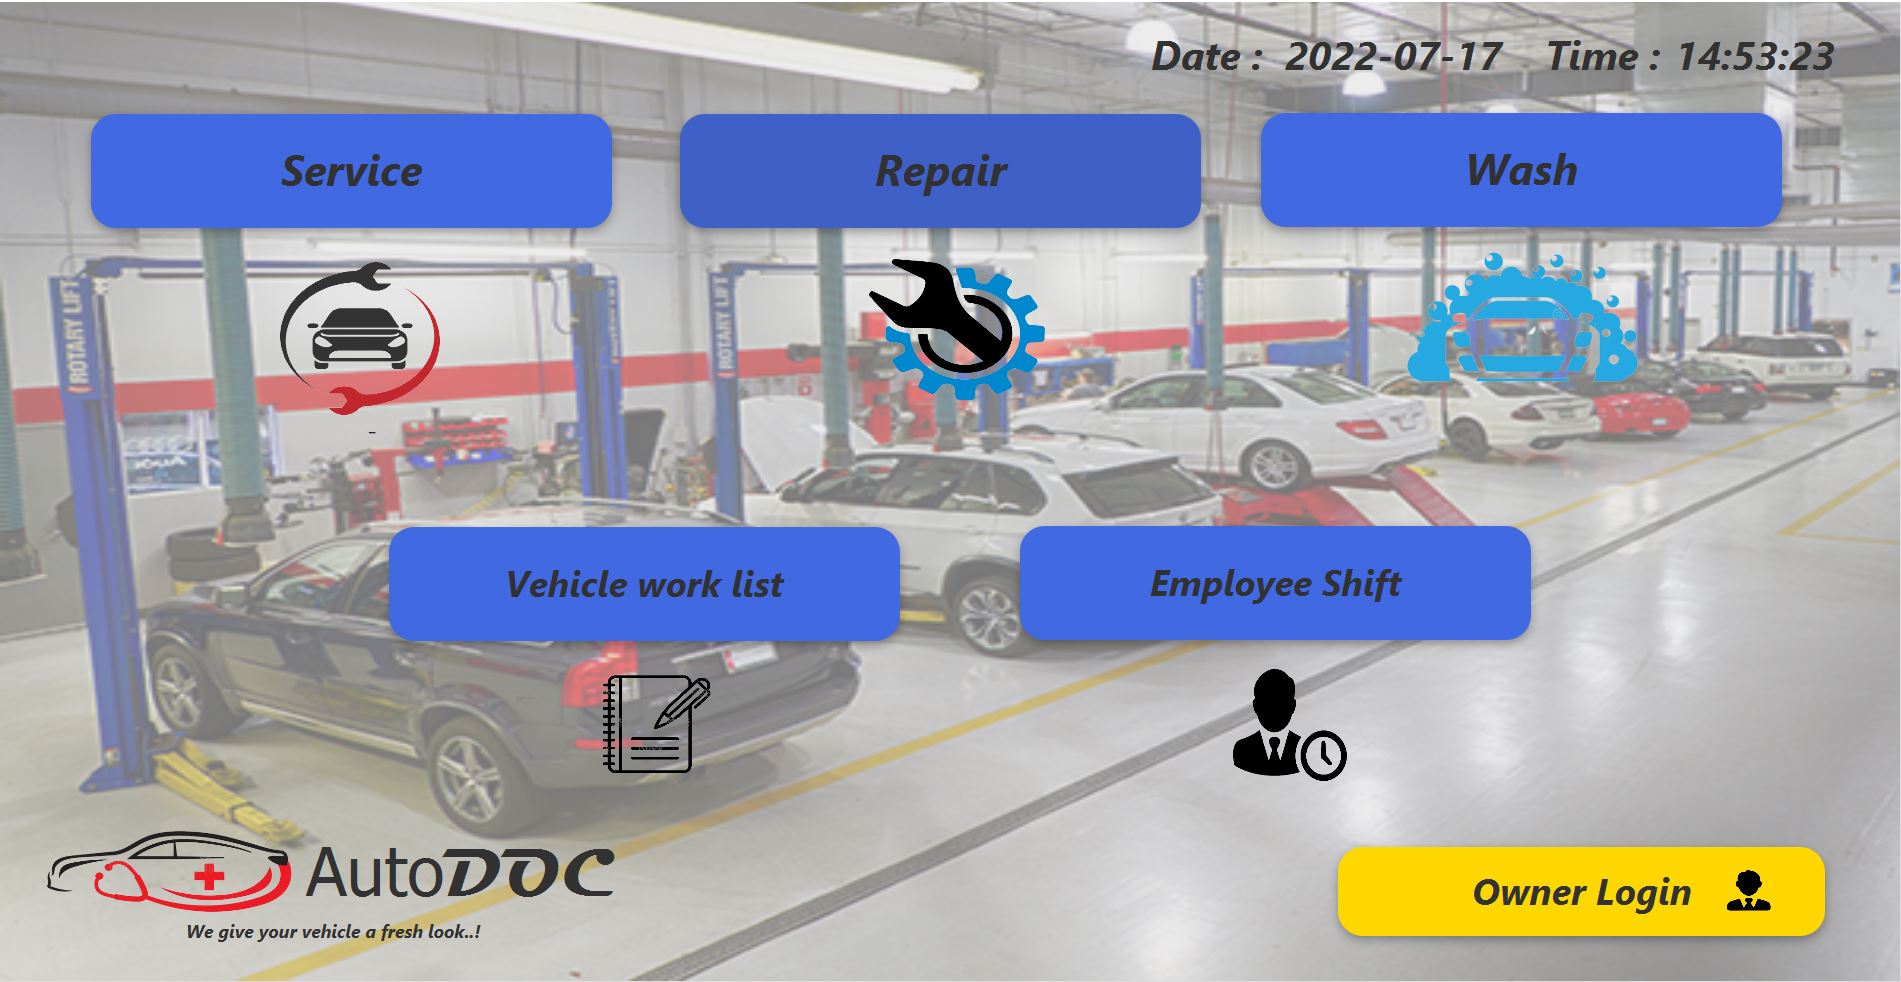 Date : 2022-07-17 Time : 14:53:23
Service
Repair
Wash
ROTARY LIFT
ROTARY LIFT
-
Vehicle work list
Employee Shift
AutoDOC
We give your vehicle a fresh look..!
Owner Login